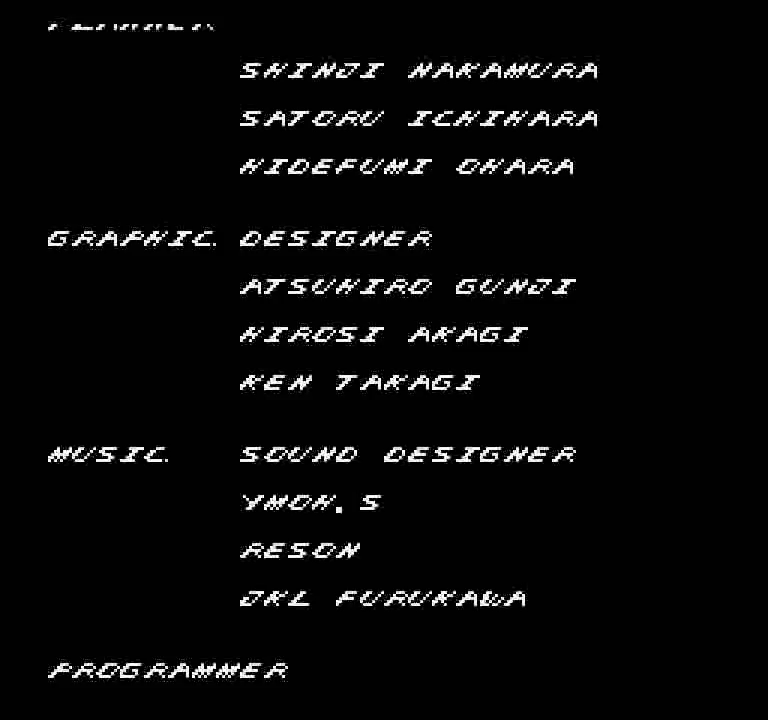 SHINJI NAKAMURA
SATORU ICHIHARA
HIDEFUMI OHARA
GRAPHIC. DESIGNER
ATSUHIRO GUNJI
HIROSI AKAGI
KEN TAKAGI
MUSIC. SOUND DESIGNER
YMOH.S
RESON
JKL FURUKAWA
PROGRAMMER